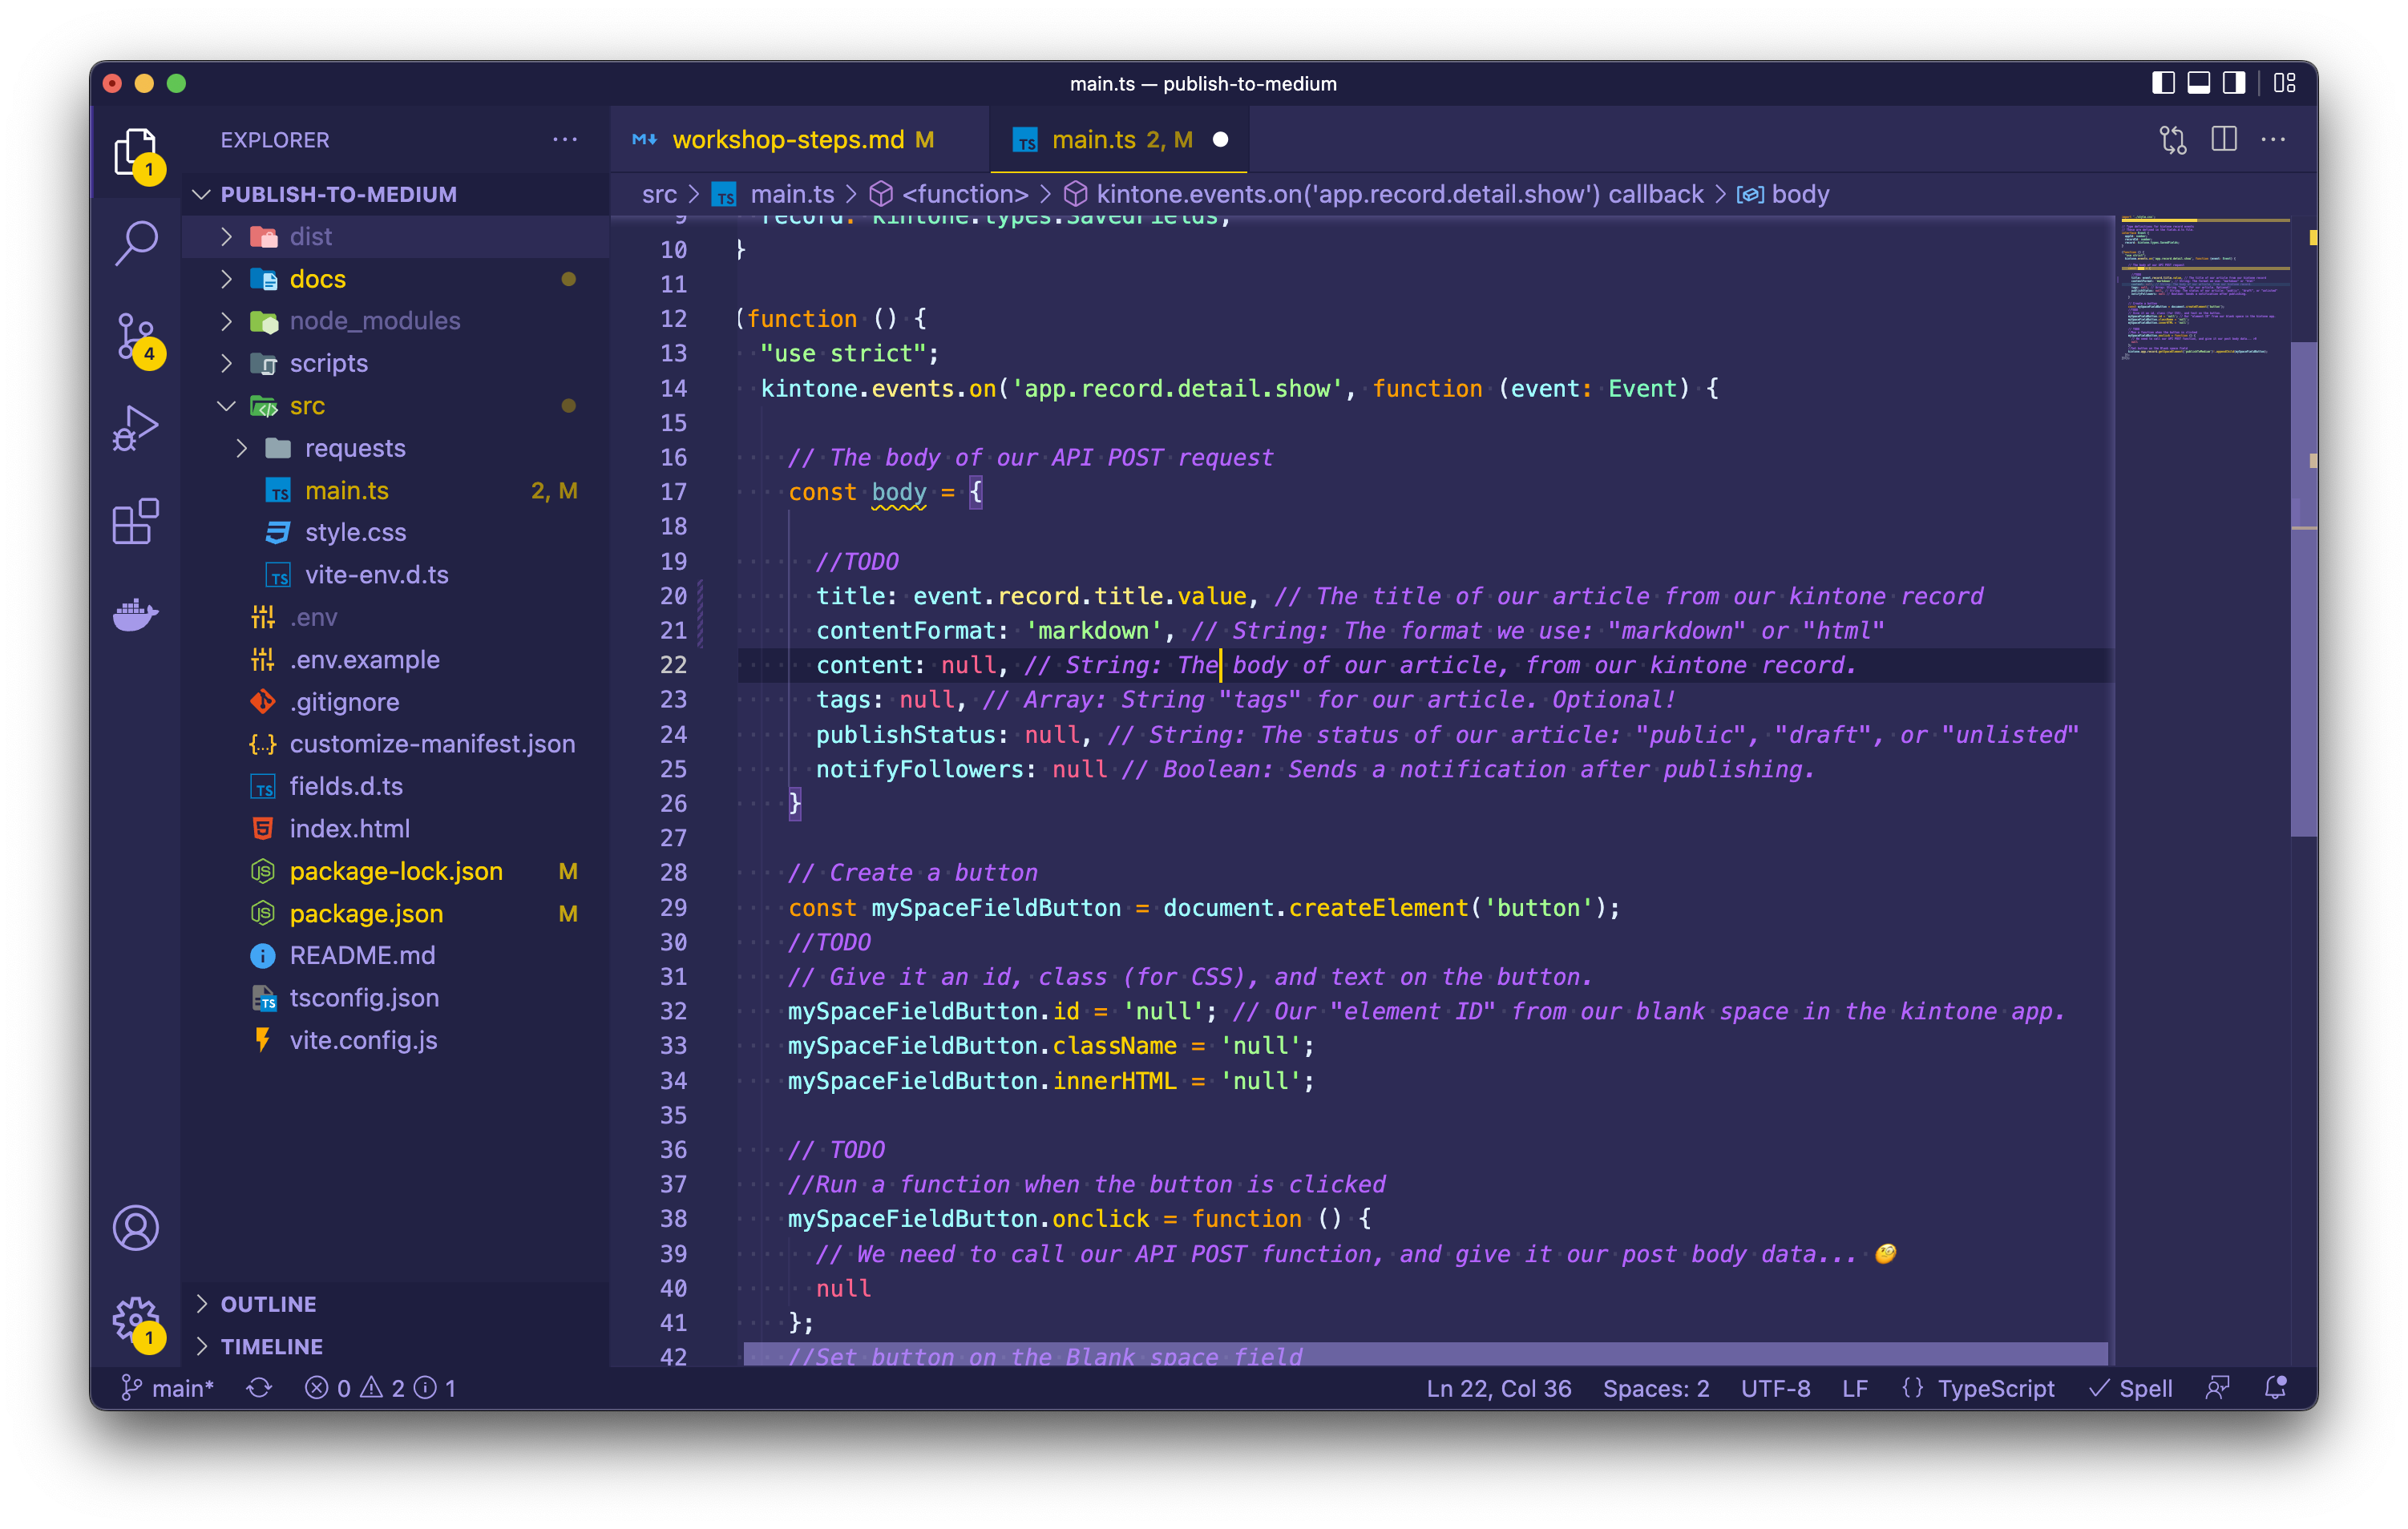 main.ts — publish-to-medium
EXPLORER
PUBLISH-TO-MEDIUM
dist
docs
node_modules
scripts
src
requests
main.ts 2, M
style.css
vite-env.d.ts
.env
.env.example
.gitignore
customize-manifest.json
fields.d.ts
index.html
package-lock.json M
package.json M
README.md
tsconfig.json
vite.config.js
OUTLINE
TIMELINE
1
4
1
workshop-steps.md M
main.ts 2, M
src > main.ts > <function> > kintone.events.on('app.record.detail.show') callback > body
9 record: kintone.types.SavedFields;
10 }
11
12 (function () {
13 "use strict";
14 kintone.events.on('app.record.detail.show', function (event: Event) {
15
16 // The body of our API POST request
17 const body = {
18
19 //TODO
20 title: event.record.title.value, // The title of our article from our kintone record
21 contentFormat: 'markdown', // String: The format we use: "markdown" or "html"
22 content: null, // String: The body of our article, from our kintone record.
23 tags: null, // Array: String "tags" for our article. Optional!
24 publishStatus: null, // String: The status of our article: "public", "draft", or "unlisted"
25 notifyFollowers: null // Boolean: Sends a notification after publishing.
26 }
27
28 // Create a button
29 const mySpaceFieldButton = document.createElement('button');
30 //TODO
31 // Give it an id, class (for CSS), and text on the button.
32 mySpaceFieldButton.id = 'null'; // Our "element ID" from our blank space in the kintone app.
33 mySpaceFieldButton.className = 'null';
34 mySpaceFieldButton.innerHTML = 'null';
35
36 // TODO
37 //Run a function when the button is clicked
38 mySpaceFieldButton.onclick = function () {
39 // We need to call our API POST function, and give it our post body data... 🧐
40 null
41 };
42 //Set button on the Blank space field
main* 0 2 1 Ln 22, Col 36 Spaces: 2 UTF-8 LF {} TypeScript Spell